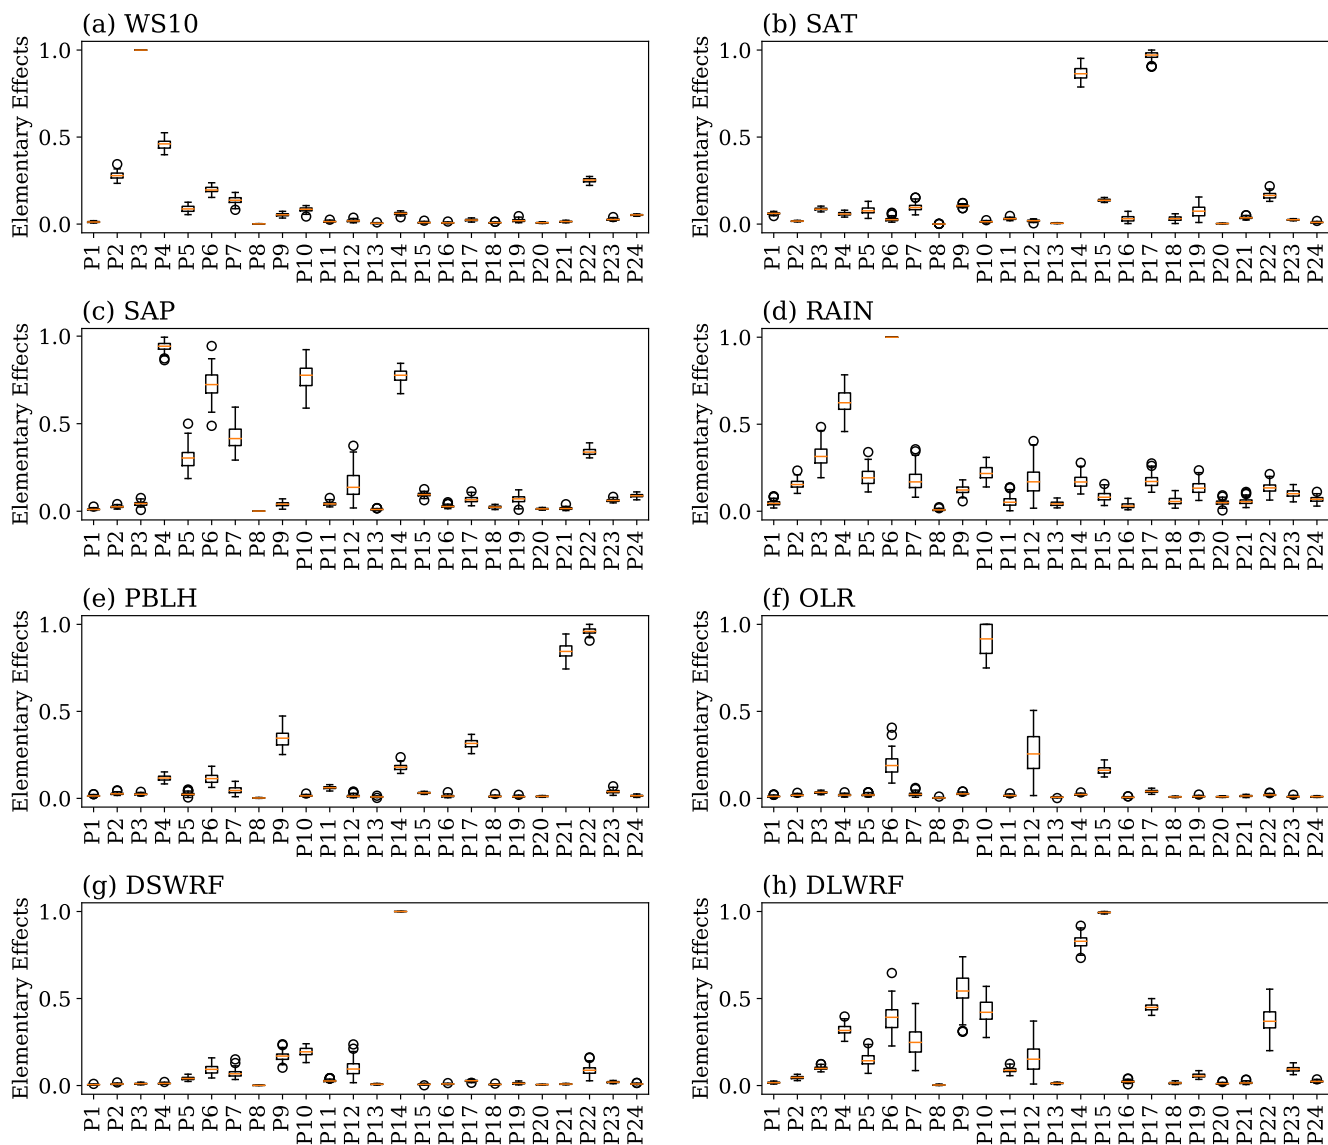 (a) WS10
Elementary Effects
1.0
0.5
0.0
P1 P2 P3 P4 P5 P6 P7 P8 P9 P10 P11 P12 P13 P14 P15 P16 P17 P18 P19 P20 P21 P22 P23 P24
(b) SAT
Elementary Effects
1.0
0.5
0.0
P1 P2 P3 P4 P5 P6 P7 P8 P9 P10 P11 P12 P13 P14 P15 P16 P17 P18 P19 P20 P21 P22 P23 P24
(c) SAP
Elementary Effects
1.0
0.5
0.0
P1 P2 P3 P4 P5 P6 P7 P8 P9 P10 P11 P12 P13 P14 P15 P16 P17 P18 P19 P20 P21 P22 P23 P24
(d) RAIN
Elementary Effects
1.0
0.5
0.0
P1 P2 P3 P4 P5 P6 P7 P8 P9 P10 P11 P12 P13 P14 P15 P16 P17 P18 P19 P20 P21 P22 P23 P24
(e) PBLH
Elementary Effects
1.0
0.5
0.0
P1 P2 P3 P4 P5 P6 P7 P8 P9 P10 P11 P12 P13 P14 P15 P16 P17 P18 P19 P20 P21 P22 P23 P24
(f) OLR
Elementary Effects
1.0
0.5
0.0
P1 P2 P3 P4 P5 P6 P7 P8 P9 P10 P11 P12 P13 P14 P15 P16 P17 P18 P19 P20 P21 P22 P23 P24
(g) DSWRF
Elementary Effects
1.0
0.5
0.0
P1 P2 P3 P4 P5 P6 P7 P8 P9 P10 P11 P12 P13 P14 P15 P16 P17 P18 P19 P20 P21 P22 P23 P24
(h) DLWRF
Elementary Effects
1.0
0.5
0.0
P1 P2 P3 P4 P5 P6 P7 P8 P9 P10 P11 P12 P13 P14 P15 P16 P17 P18 P19 P20 P21 P22 P23 P24